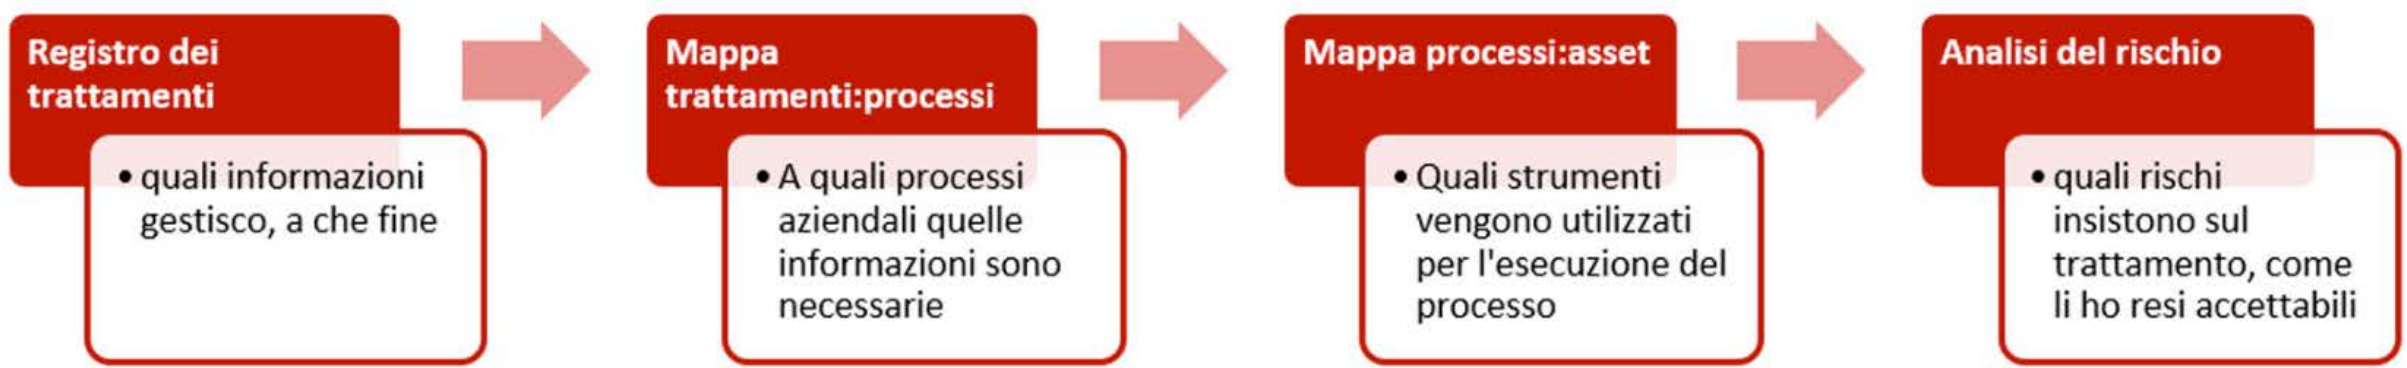 Registro dei
trattamenti
• quali informazioni
gestisco, a che fine
Mappa
trattamenti:processi
• A quali processi
aziendali quelle
informazioni sono
necessarie
Mappa processi:asset
• Quali strumenti
vengono utilizzati
per l'esecuzione del
processo
Analisi del rischio
• quali rischi
insistono sul
trattamento, come
li ho resi accettabili